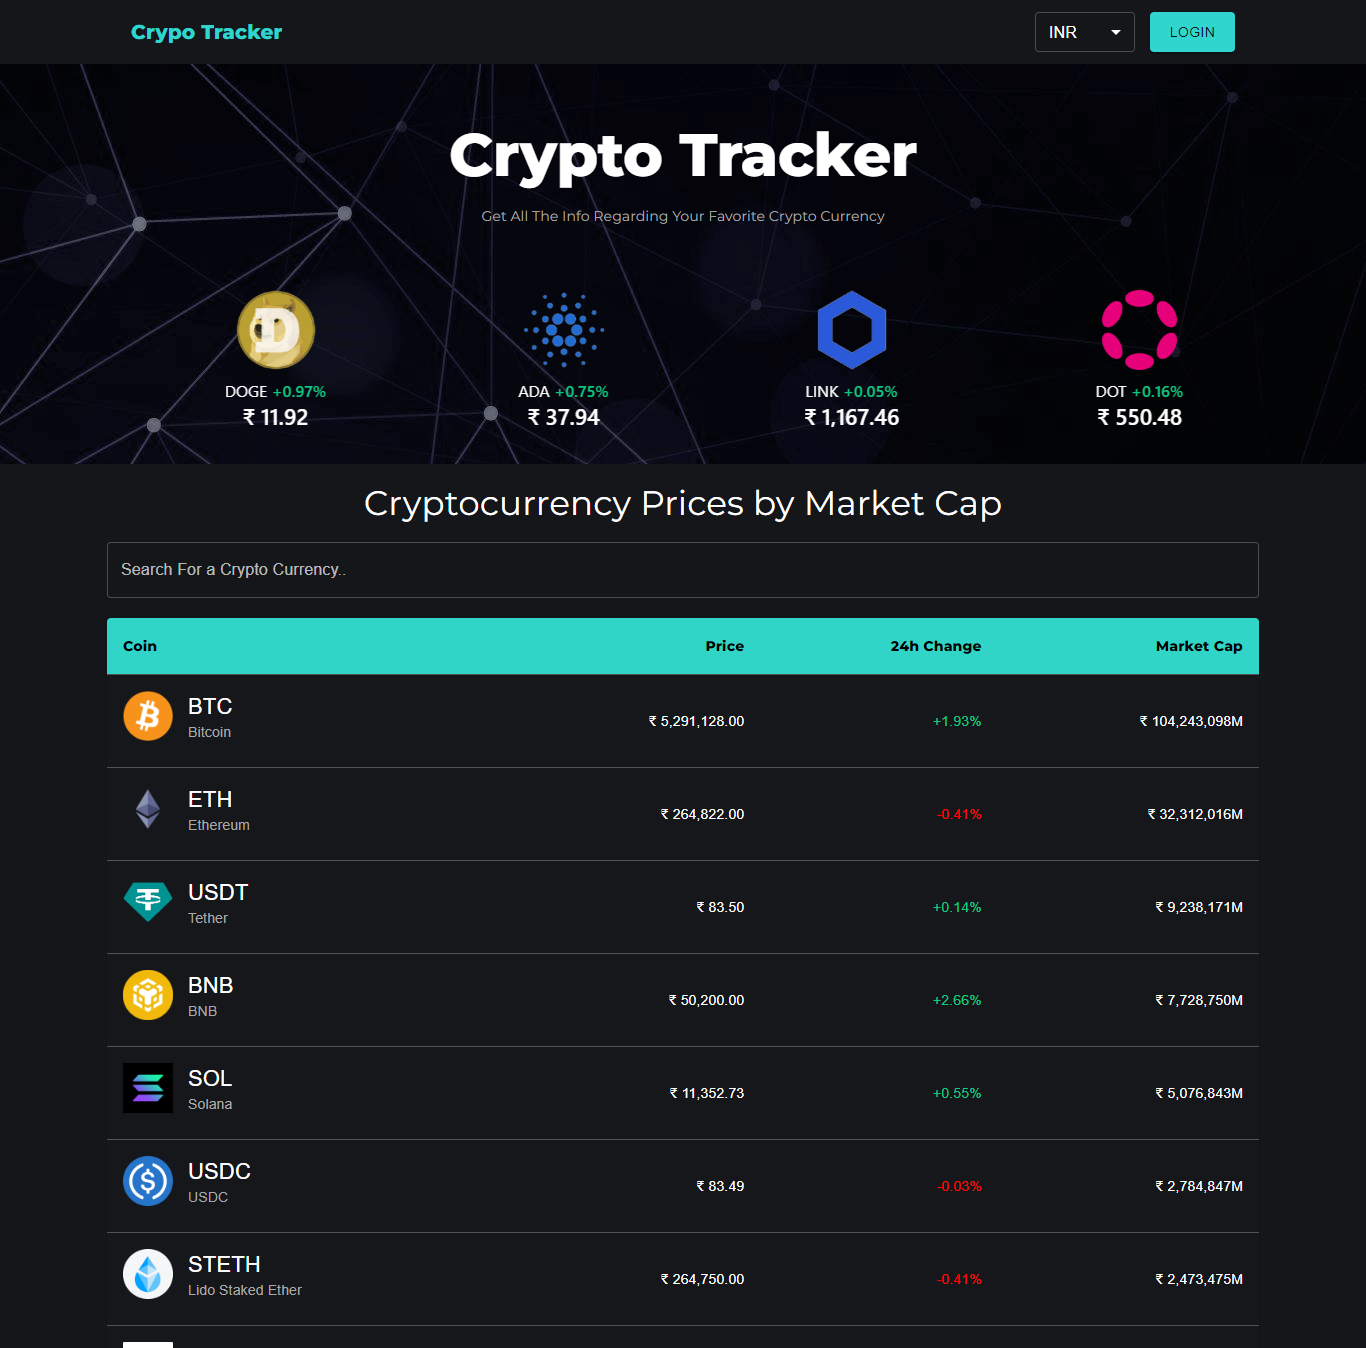 Crypo Tracker
INR
LOGIN
Crypto Tracker
Get All The Info Regarding Your Favorite Crypto Currency
DOGE +0.97%
₹ 11.92
ADA +0.75%
₹ 37.94
LINK +0.05%
₹ 1,167.46
DOT +0.16%
₹ 550.48
Cryptocurrency Prices by Market Cap
Search For a Crypto Currency..
Coin Price 24h Change Market Cap
BTC
Bitcoin
₹ 5,291,128.00 +1.93% ₹ 104,243,098M
ETH
Ethereum
₹ 264,822.00 -0.41% ₹ 32,312,016M
USDT
Tether
₹ 83.50 +0.14% ₹ 9,238,171M
BNB
BNB
₹ 50,200.00 +2.66% ₹ 7,728,750M
SOL
Solana
₹ 11,352.73 +0.55% ₹ 5,076,843M
USDC
USDC
₹ 83.49 -0.03% ₹ 2,784,847M
STETH
Lido Staked Ether
₹ 264,750.00 -0.41% ₹ 2,473,475M